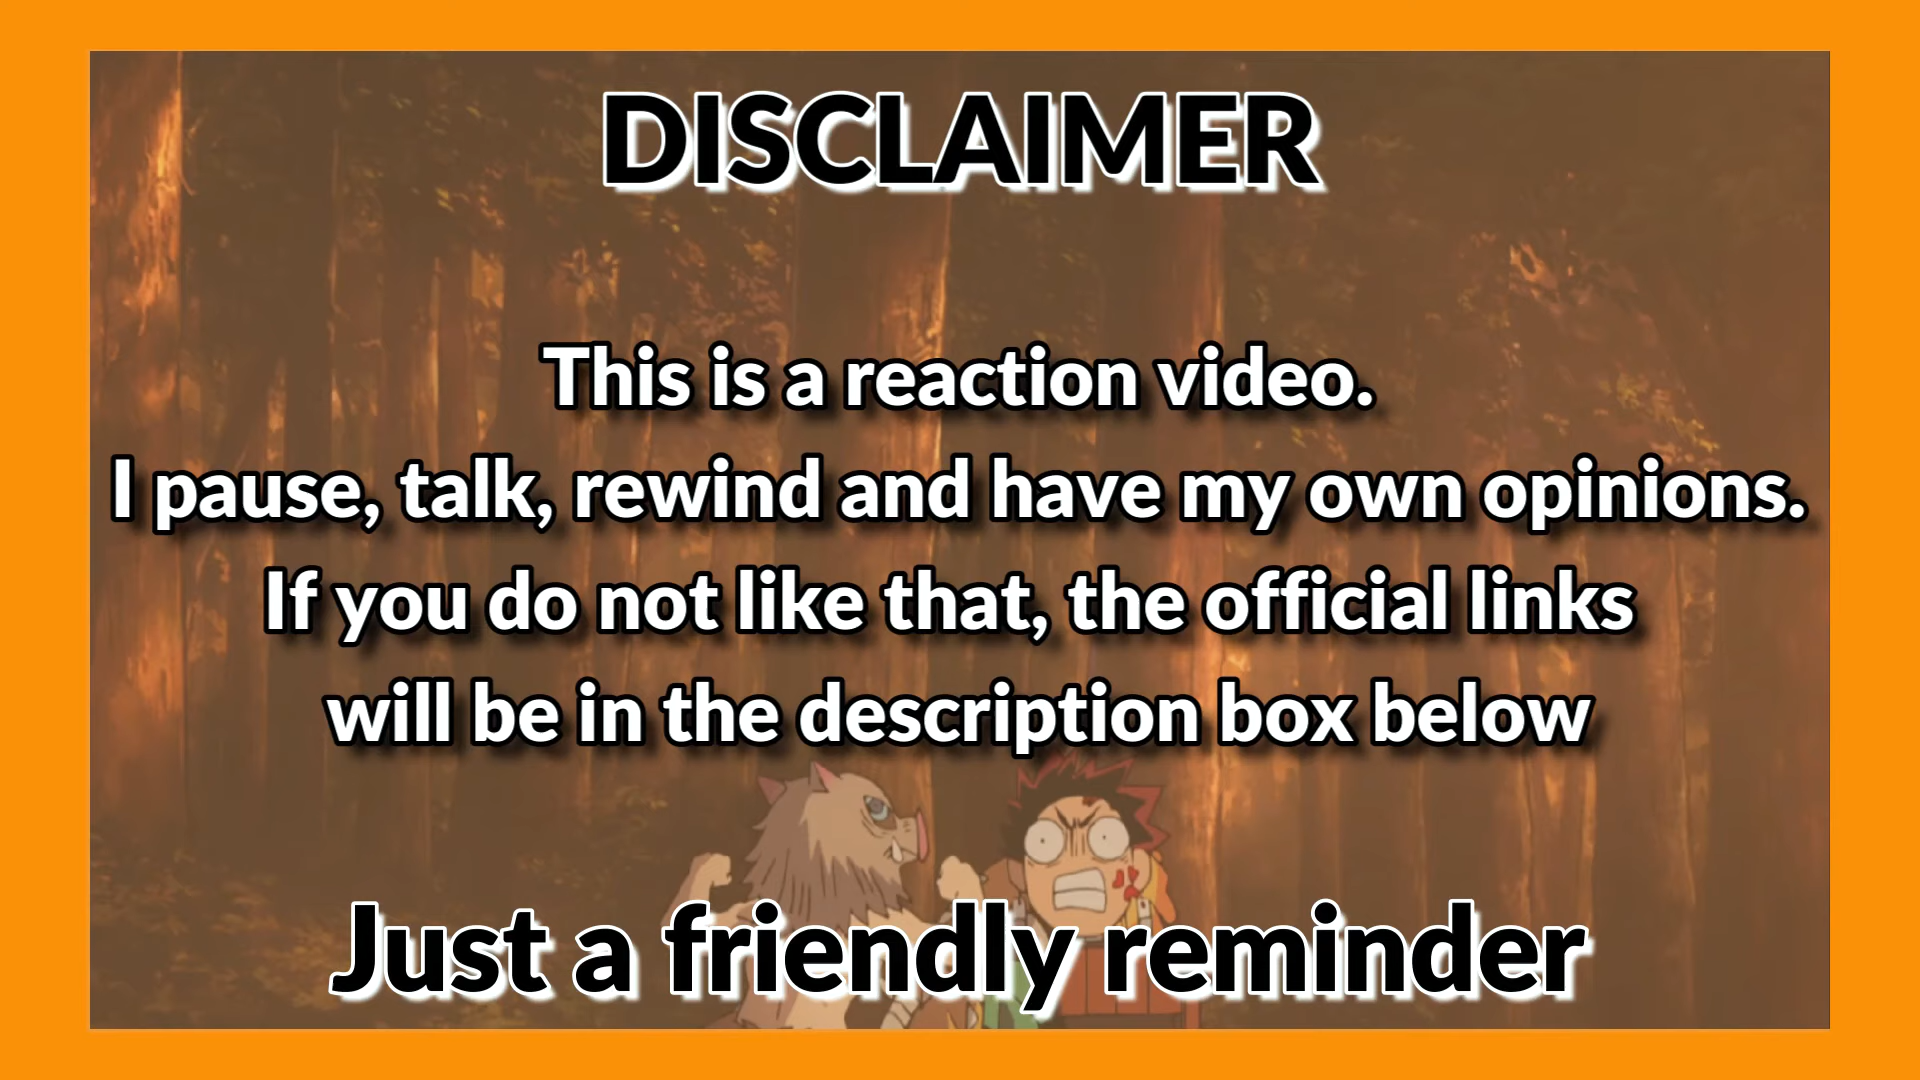 DISCLAIMER
This is a reaction video.
I pause, talk, rewind and have my own opinions.
If you do not like that, the official links
will be in the description box below
Just a friendly reminder